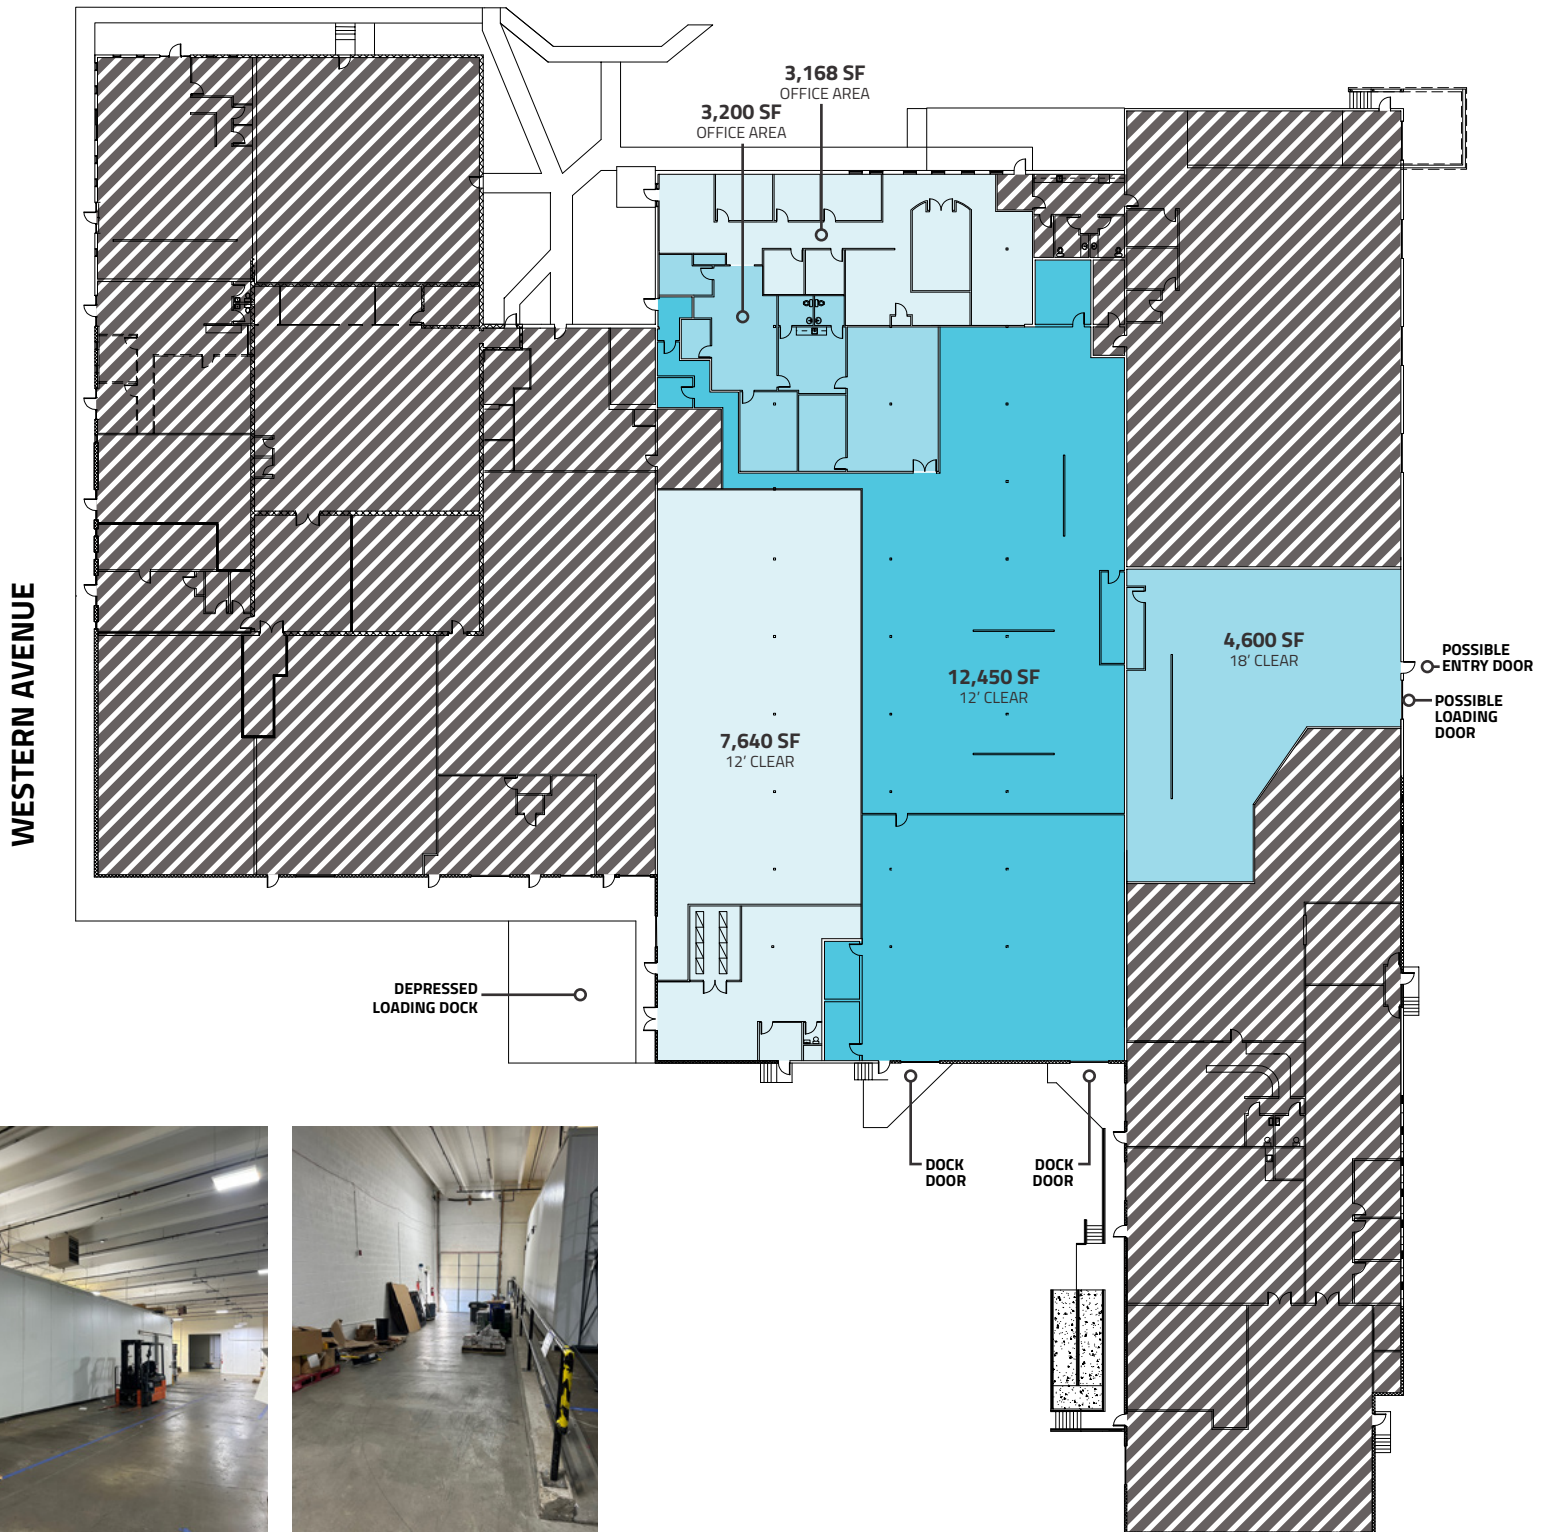 3,168 SF
OFFICE AREA
3,200 SF
OFFICE AREA
WESTERN AVENUE
4,600 SF
18’ CLEAR
POSSIBLE
ENTRY DOOR
POSSIBLE
LOADING
DOOR
12,450 SF
12’ CLEAR
7,640 SF
12’ CLEAR
DEPRESSED
LOADING DOCK
DOCK
DOOR
DOCK
DOOR